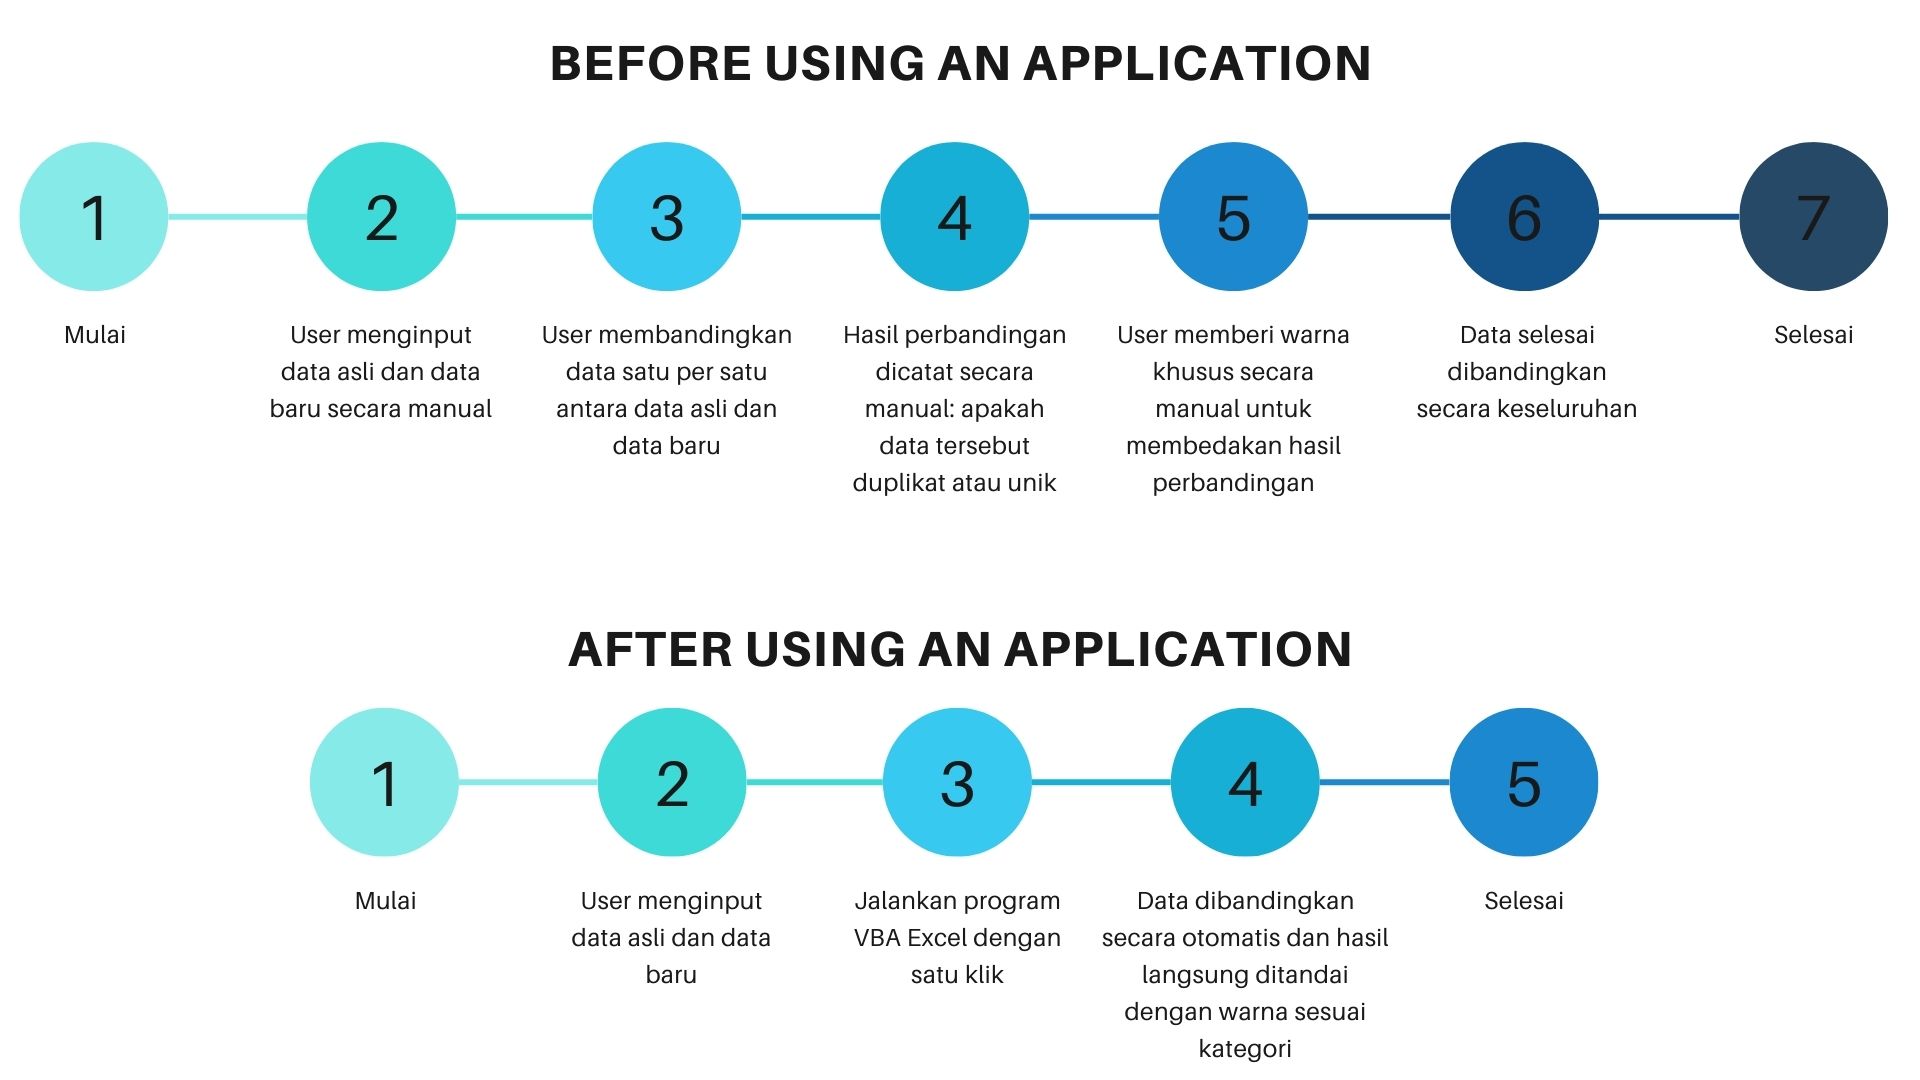 BEFORE USING AN APPLICATION
1
2
3
4
5
6
7
Mulai
User menginput
data asli dan data
baru secara manual
User membandingkan
data satu per satu
antara data asli dan
data baru
Hasil perbandingan
dicatat secara
manual: apakah
data tersebut
duplikat atau unik
User memberi warna
khusus secara
manual untuk
membedakan hasil
perbandingan
Data selesai
dibandingkan
secara keseluruhan
Selesai
AFTER USING AN APPLICATION
1
2
3
4
5
Mulai
User menginput
data asli dan data
baru
Jalankan program
VBA Excel dengan
satu klik
Data dibandingkan
secara otomatis dan hasil
langsung ditandai
dengan warna sesuai
kategori
Selesai